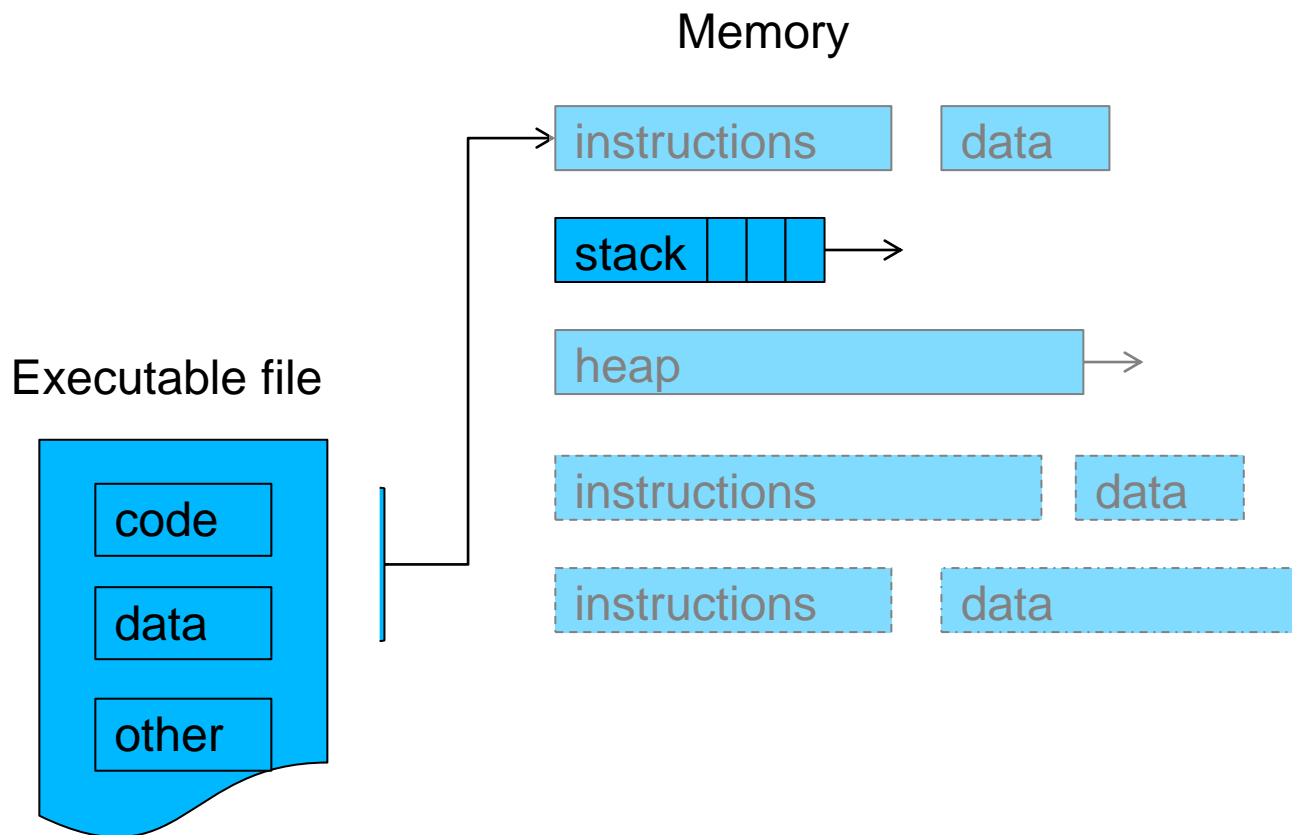 Memory
instructions data
stack
heap
Executable file
instructions data
code
instructions data
data
other